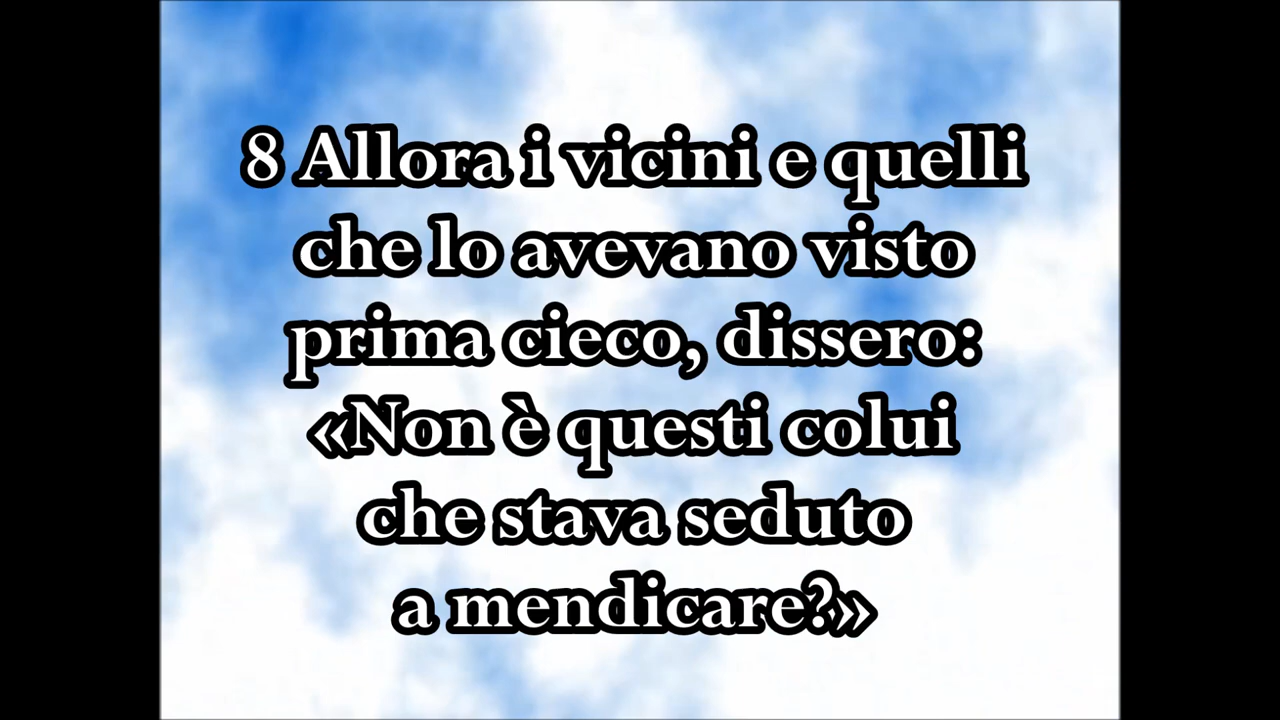 8 Allora i vicini e quelli
che lo avevano visto
prima cieco, dissero:
«Non è questi colui
che stava seduto
a mendicare?»